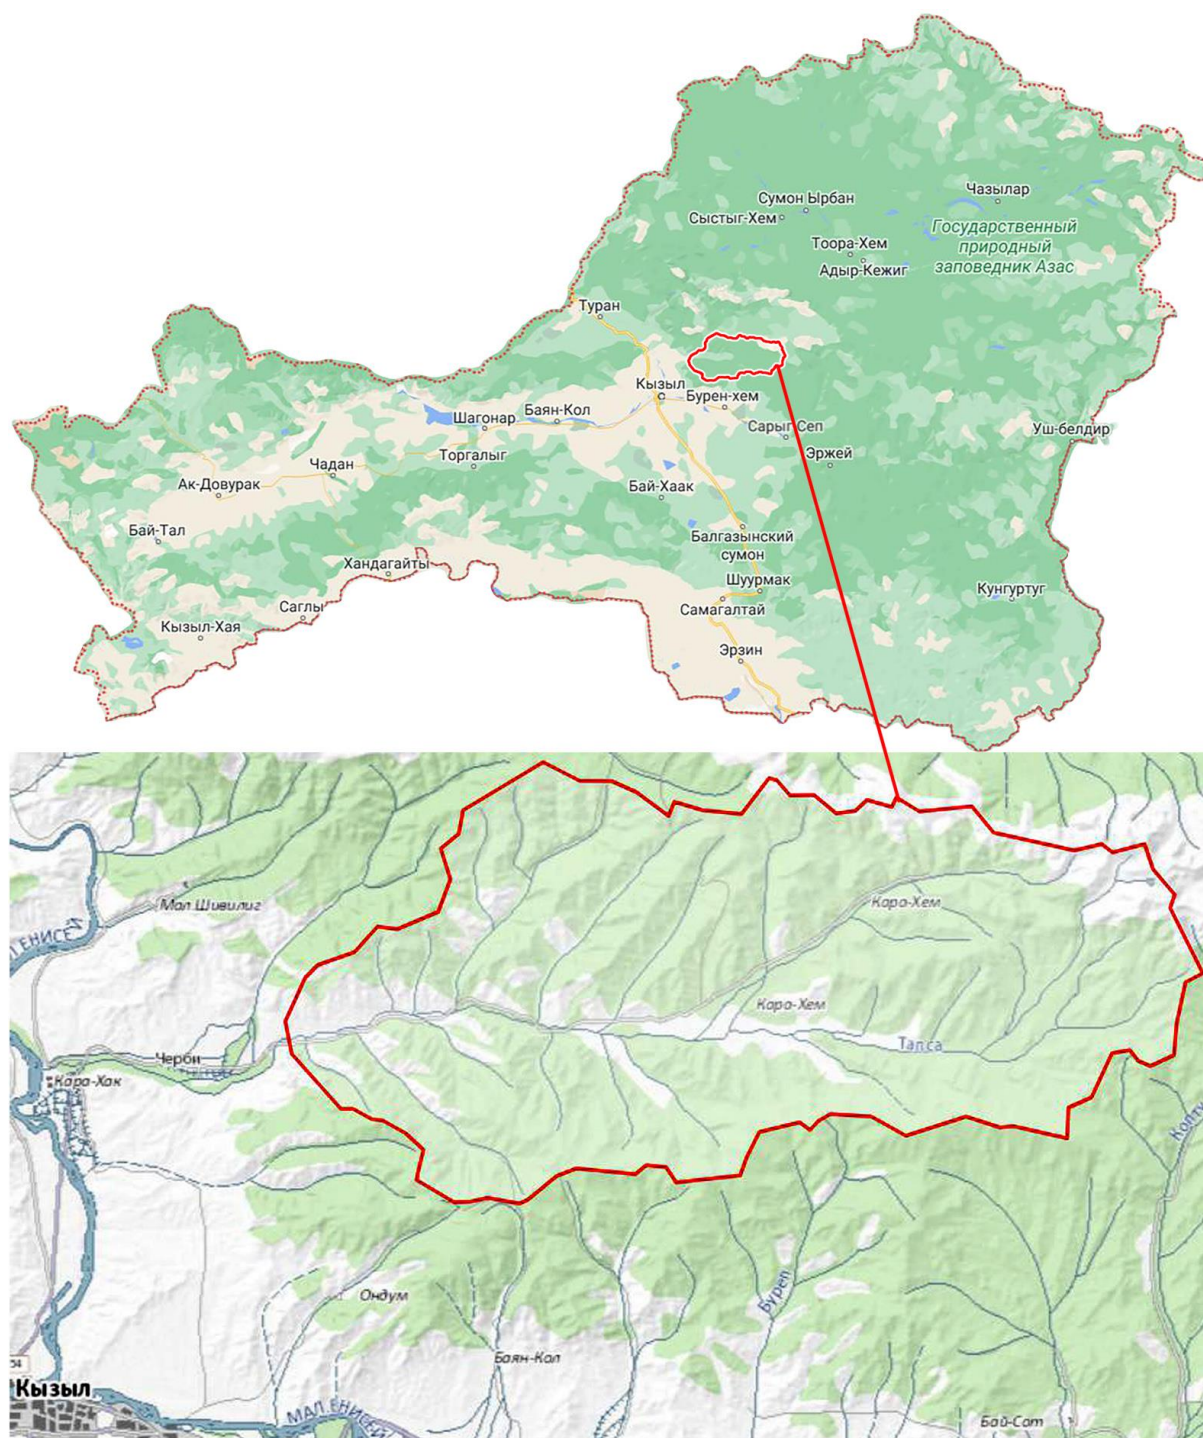 Чазылар
Сумон Ырбан
Сыстыг-Хем
Государственный
природный
заповедник Азас
Тоора-Хем
Адыр-Кежиг
Туран
Кызыл
Бурен-хем
Шагонар
Баян-Кол
Сарыг-Сеп
Уш-белдир
Эржей
Торгалыг
Чадан
Ак-Довурак
Бай-Хаак
Бай-Тал
Балгазынский
сумон
Хандагайты
Шуурмак
Кунгуртуг
Саглы
Самагалтай
Кызыл-Хая
Эрзин
Мал.Шивилиг
Кара-Хем
Кара-Хем
Тапса
Черби
Кара-Хак
Бурен
Ондум
Баян-Кол
54
Кызыл
МАЛ.ЕНИСЕЙ
Бай-Сот